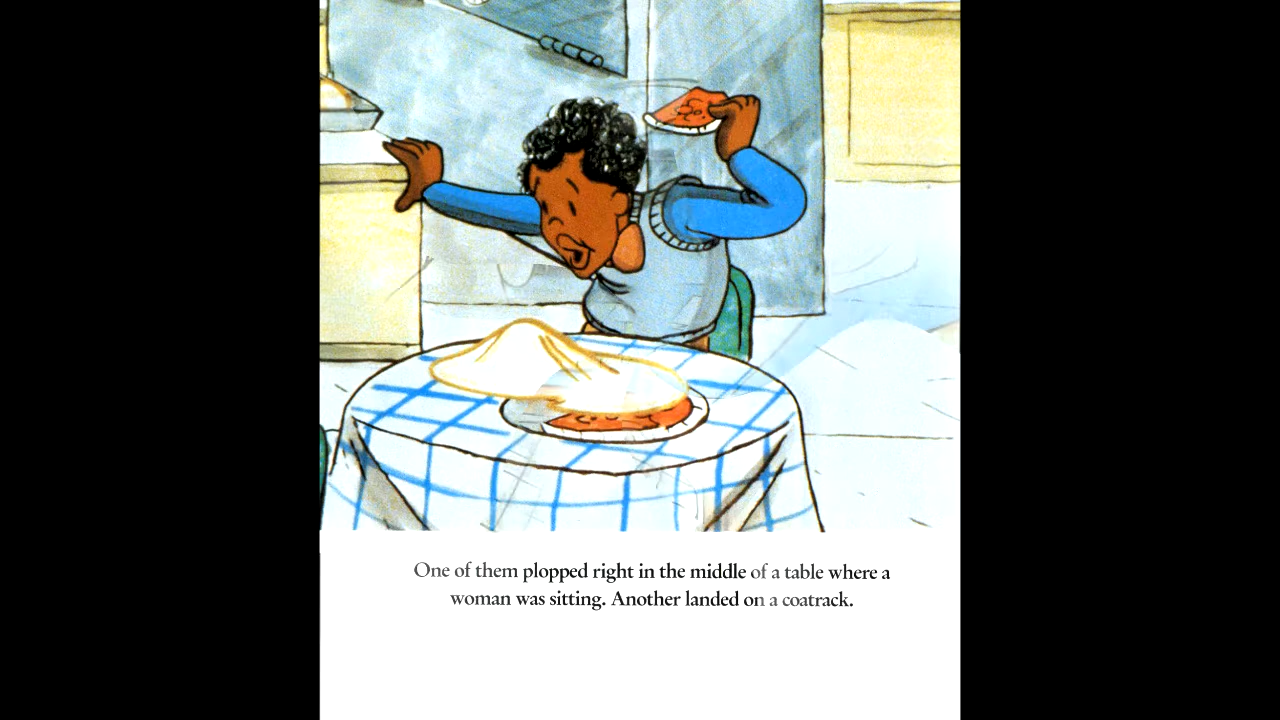 One of them plopped right in the middle of a table where a
woman was sitting. Another landed on a coatrack.